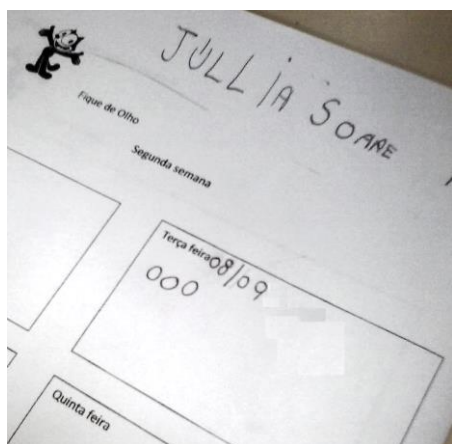 JÚLLIA SOARE
Fique de Olho
Segunda semana
Terça feira 08/09
000
Quinta feira